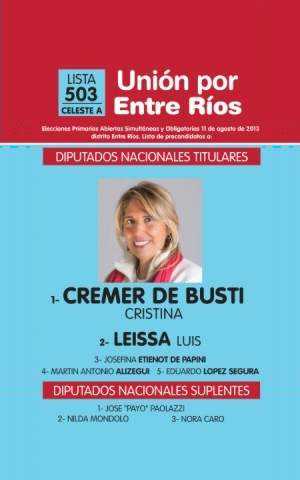 LISTA
503
CELESTE A
Unión por
Entre Ríos
Elecciones Primarias Abiertas Simultáneas y Obligatorias 11 de agosto de 2013
distrito Entre Ríos. Lista de precandidatos a:
DIPUTADOS NACIONALES TITULARES
1- CREMER DE BUSTI
CRISTINA
2- LEISSA LUIS
3- JOSEFINA ETIENOT DE PAPINI
4- MARTIN ANTONIO ALIZEGUI 5- EDUARDO LOPEZ SEGURA
DIPUTADOS NACIONALES SUPLENTES
1- JOSE "PAYO" PAOLAZZI
2- NILDA MONDOLO 3- NORA CARO